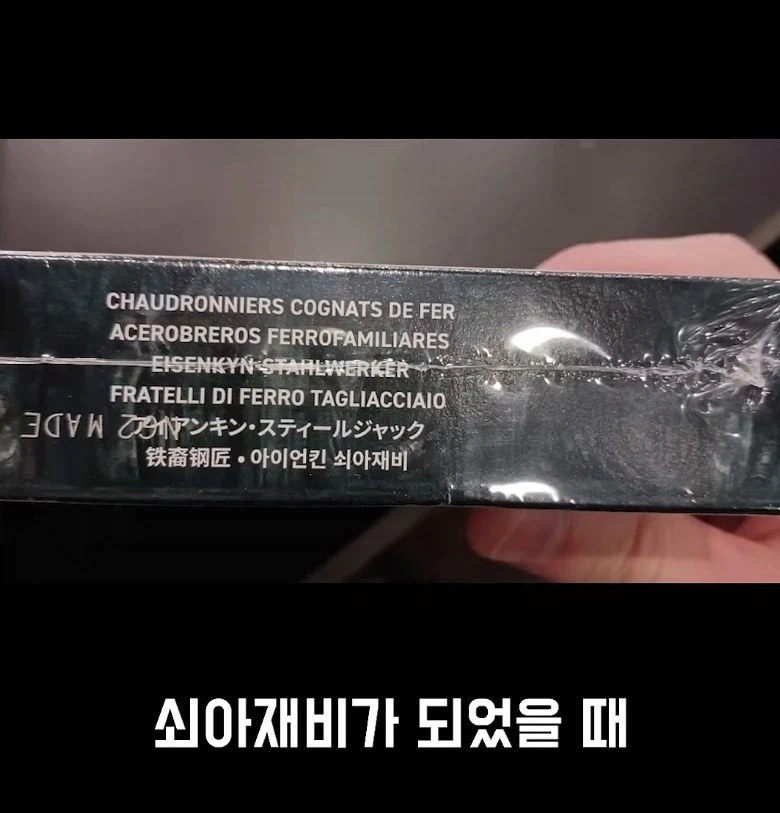 CHAUDRONNIERS COGNATS DE FER
ACEROBREROS FERROFAMILIARES
EISENKYN-STAHLWERKER
FRATELLI DI FERRO TAGLIACCIAIO
アイアンキン・スティールジャック
铁裔钢匠 • 아이언킨 쇠아재비
MADE
쇠아재비가 되었을 때